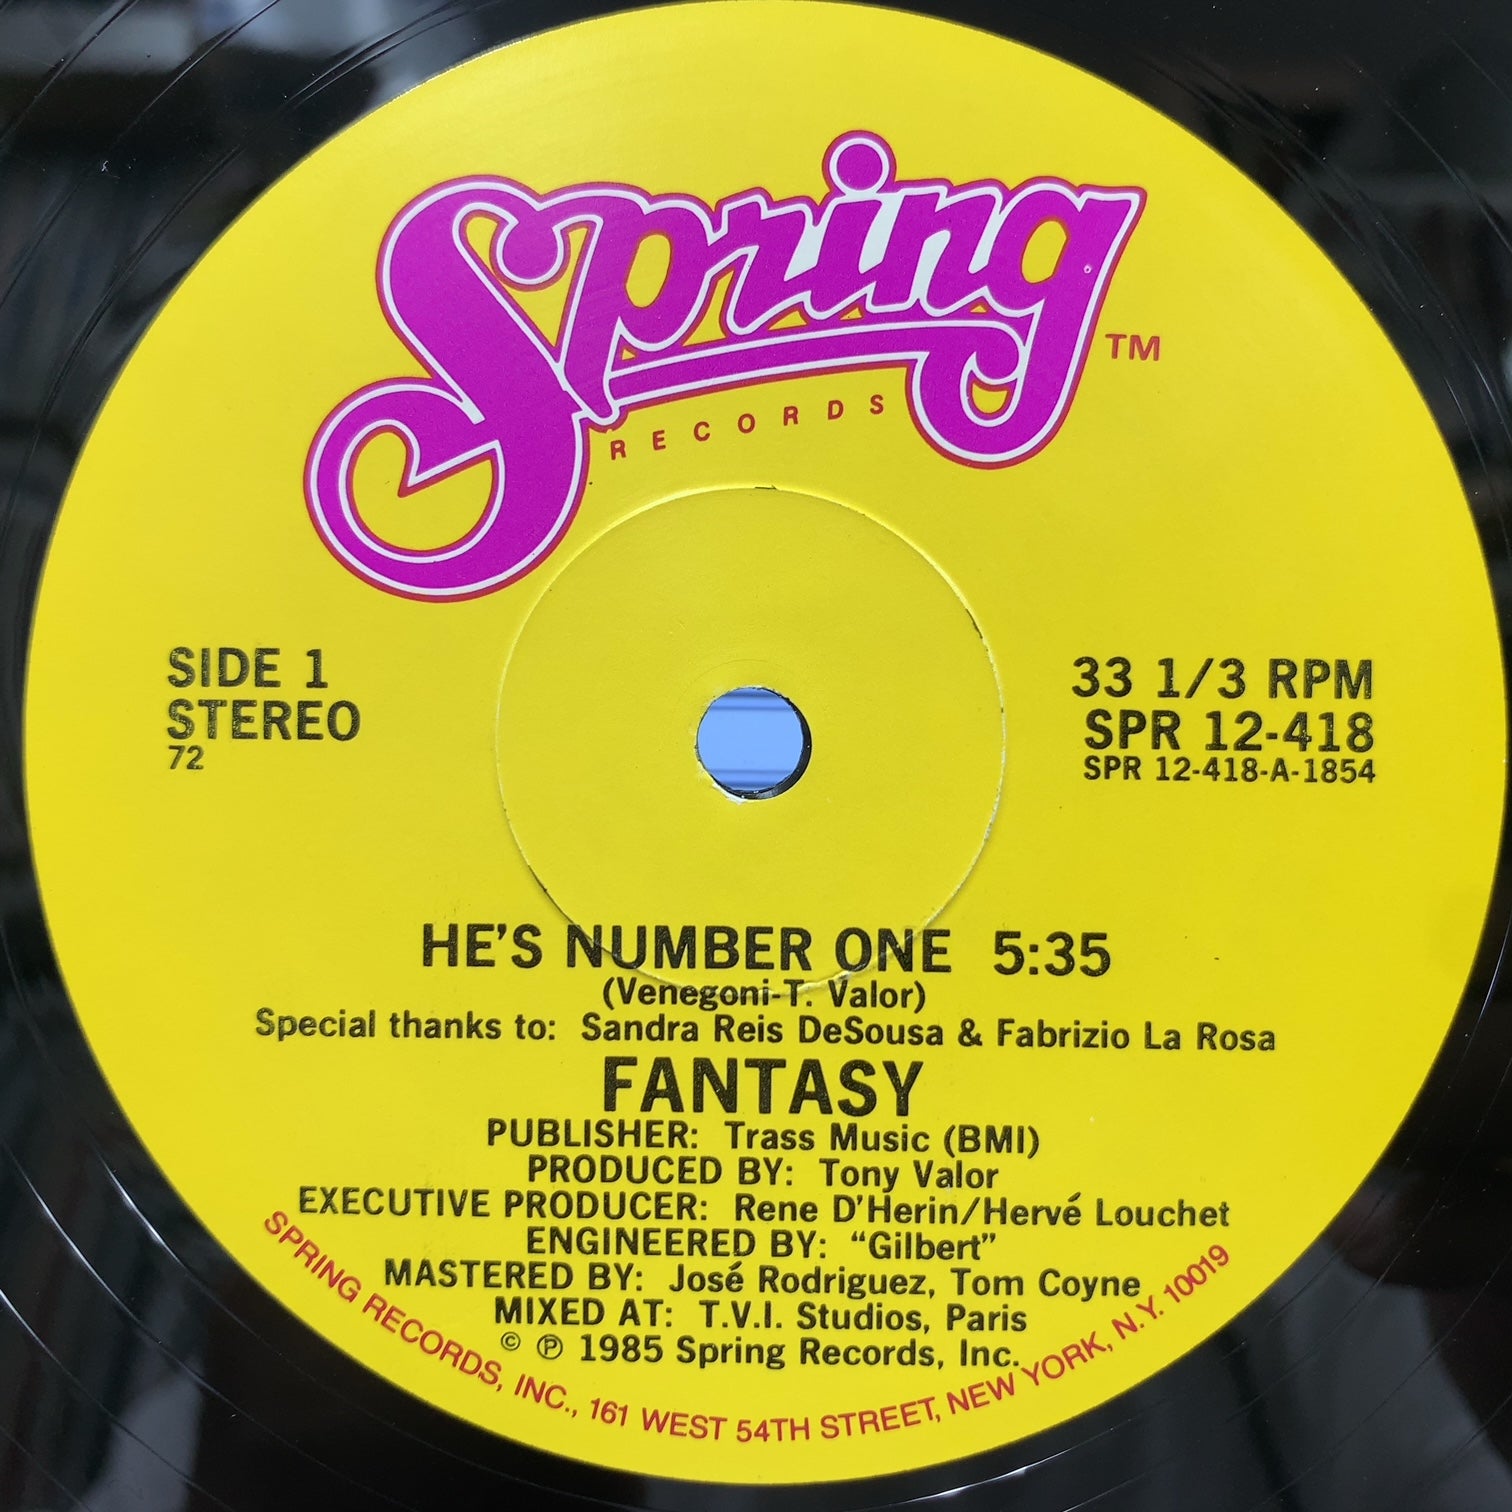 Spring TM
RECORDS
SIDE 1
STEREO
72
33 1/3 RPM
SPR 12-418
SPR 12-418-A-1854
HE'S NUMBER ONE 5:35
(Venegoni-T. Valor)
Special thanks to: Sandra Reis DeSousa & Fabrizio La Rosa
FANTASY
PUBLISHER: Trass Music (BMI)
PRODUCED BY: Tony Valor
EXECUTIVE PRODUCER: Rene D'Herin/Hervé Louchet
ENGINEERED BY: "Gilbert"
MASTERED BY: José Rodriguez, Tom Coyne
MIXED AT: T.V.I. Studios, Paris
© ℗ 1985 Spring Records, Inc.
SPRING RECORDS, INC., 161 WEST 54TH STREET, NEW YORK, N.Y. 10019